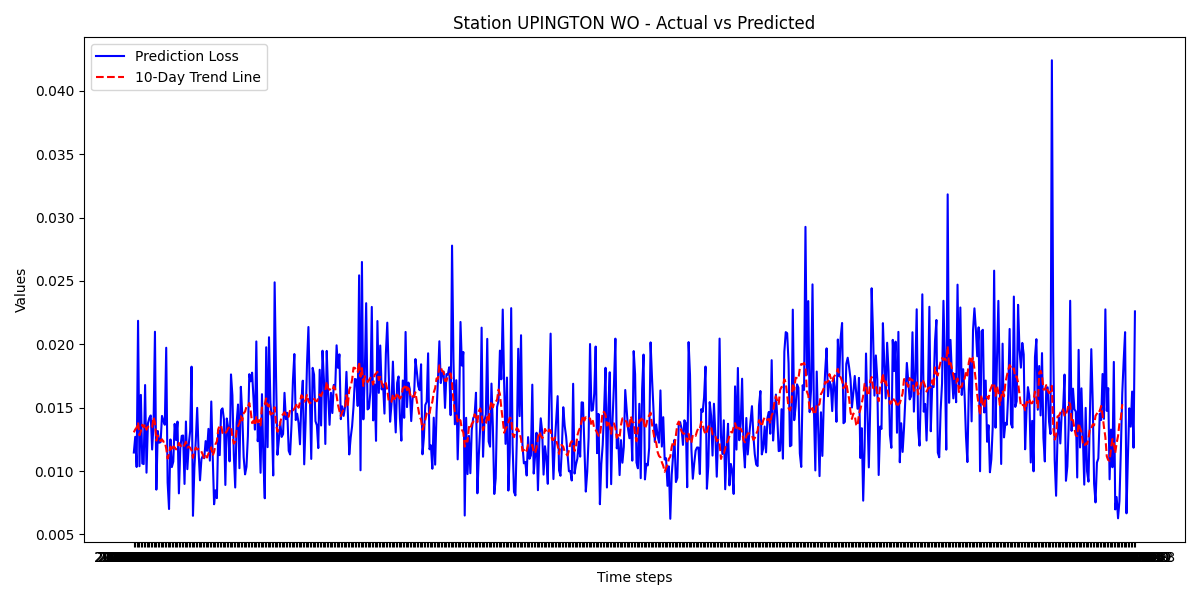 Station UPINGTON WO - Actual vs Predicted
Prediction Loss
10-Day Trend Line
0.040
0.035
0.030
0.025
0.020
0.015
0.010
0.005
Values
Time steps